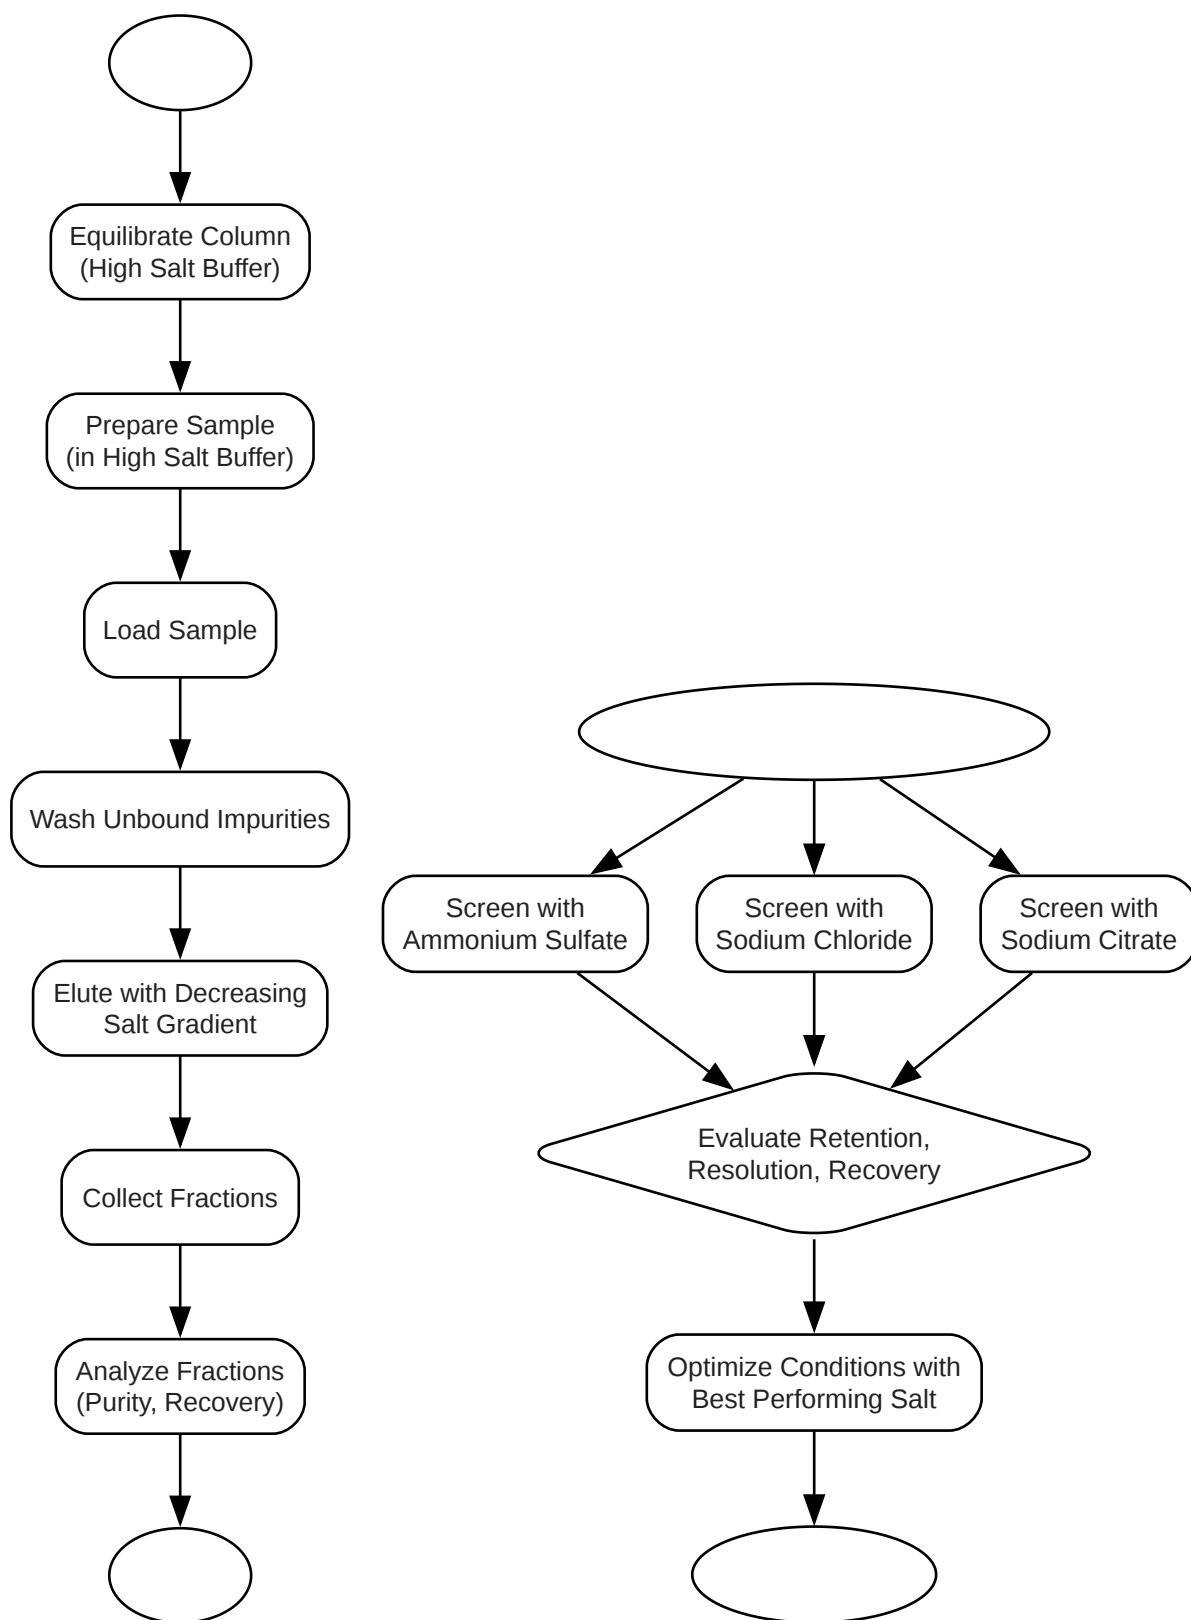 Equilibrate Column
(High Salt Buffer)
Prepare Sample
(in High Salt Buffer)
Load Sample
Wash Unbound Impurities
Elute with Decreasing
Salt Gradient
Collect Fractions
Analyze Fractions
(Purity, Recovery)
Screen with
Ammonium Sulfate
Screen with
Sodium Chloride
Screen with
Sodium Citrate
Evaluate Retention,
Resolution, Recovery
Optimize Conditions with
Best Performing Salt